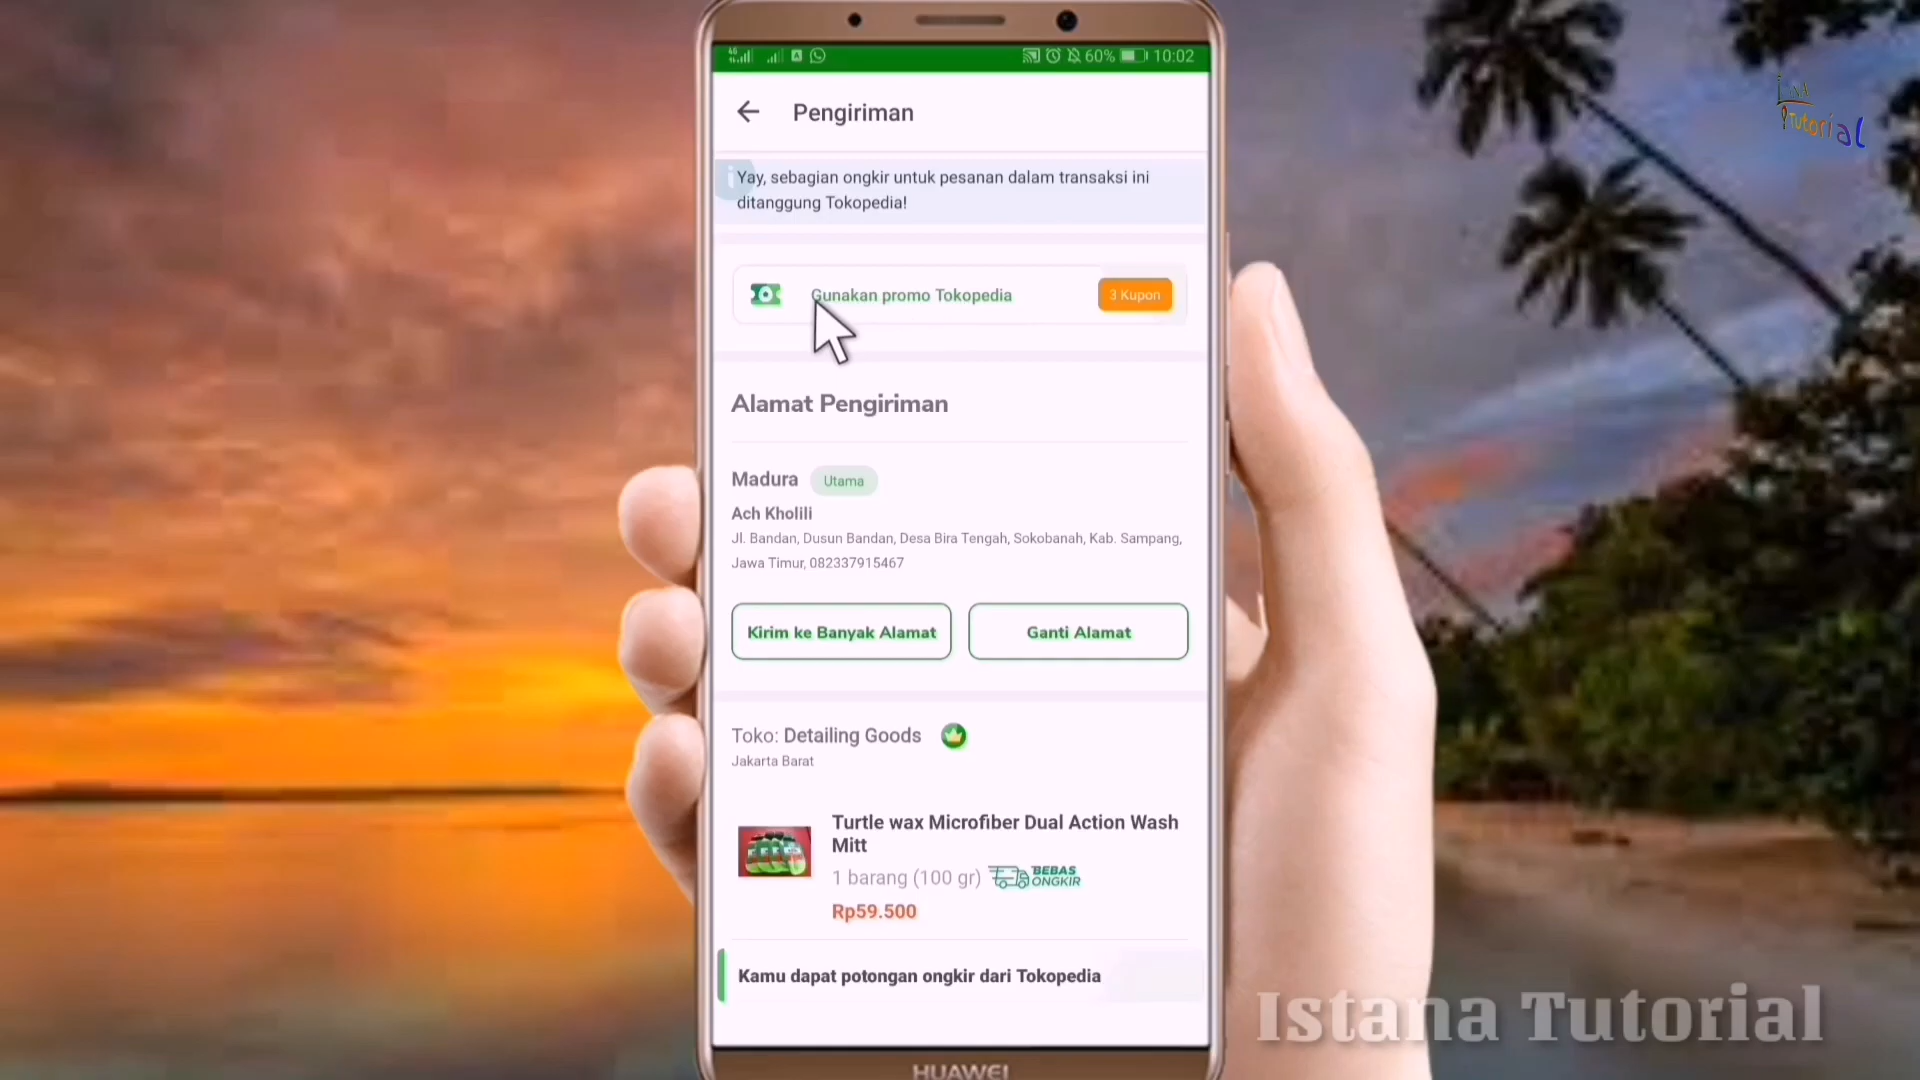 60% 10:02
Pengiriman
Tutorial
Yay, sebagian ongkir untuk pesanan dalam transaksi ini
ditanggung Tokopedia!
Gunakan promo Tokopedia
3 Kupon
Alamat Pengiriman
Madura Utama
Ach Kholili
Jl. Bandan, Dusun Bandan, Desa Bira Tengah, Sokobanah, Kab. Sampang,
Jawa Timur, 082337915467
Kirim ke Banyak Alamat
Ganti Alamat
Toko: Detailing Goods
Jakarta Barat
Turtle wax Microfiber Dual Action Wash
Mitt
1 barang (100 gr) BEBAS
ONGKIR
Rp59.500
Kamu dapat potongan ongkir dari Tokopedia
Istana Tutorial
HUAWEI